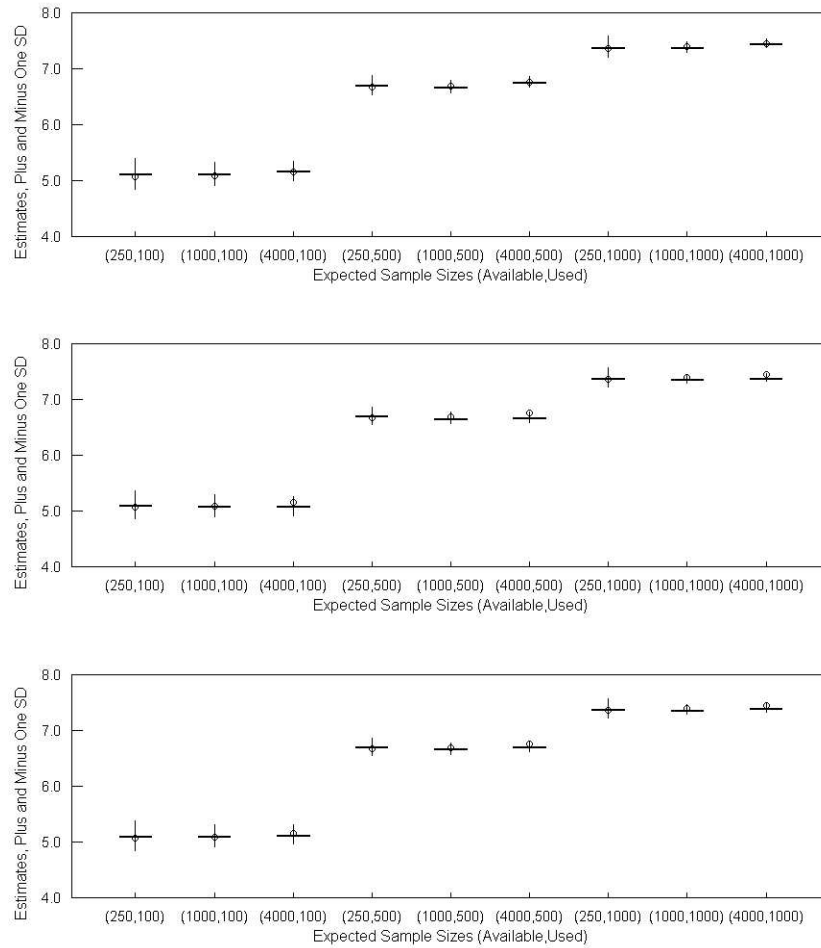 Estimates, Plus and Minus One SD
8.0
7.0
6.0
5.0
4.0
(250,100) (1000,100) (4000,100) (250,500) (1000,500) (4000,500) (250,1000) (1000,1000) (4000,1000)
Expected Sample Sizes (Available,Used)
Estimates, Plus and Minus One SD
8.0
7.0
6.0
5.0
4.0
(250,100) (1000,100) (4000,100) (250,500) (1000,500) (4000,500) (250,1000) (1000,1000) (4000,1000)
Expected Sample Sizes (Available,Used)
Estimates, Plus and Minus One SD
8.0
7.0
6.0
5.0
4.0
(250,100) (1000,100) (4000,100) (250,500) (1000,500) (4000,500) (250,1000) (1000,1000) (4000,1000)
Expected Sample Sizes (Available,Used)